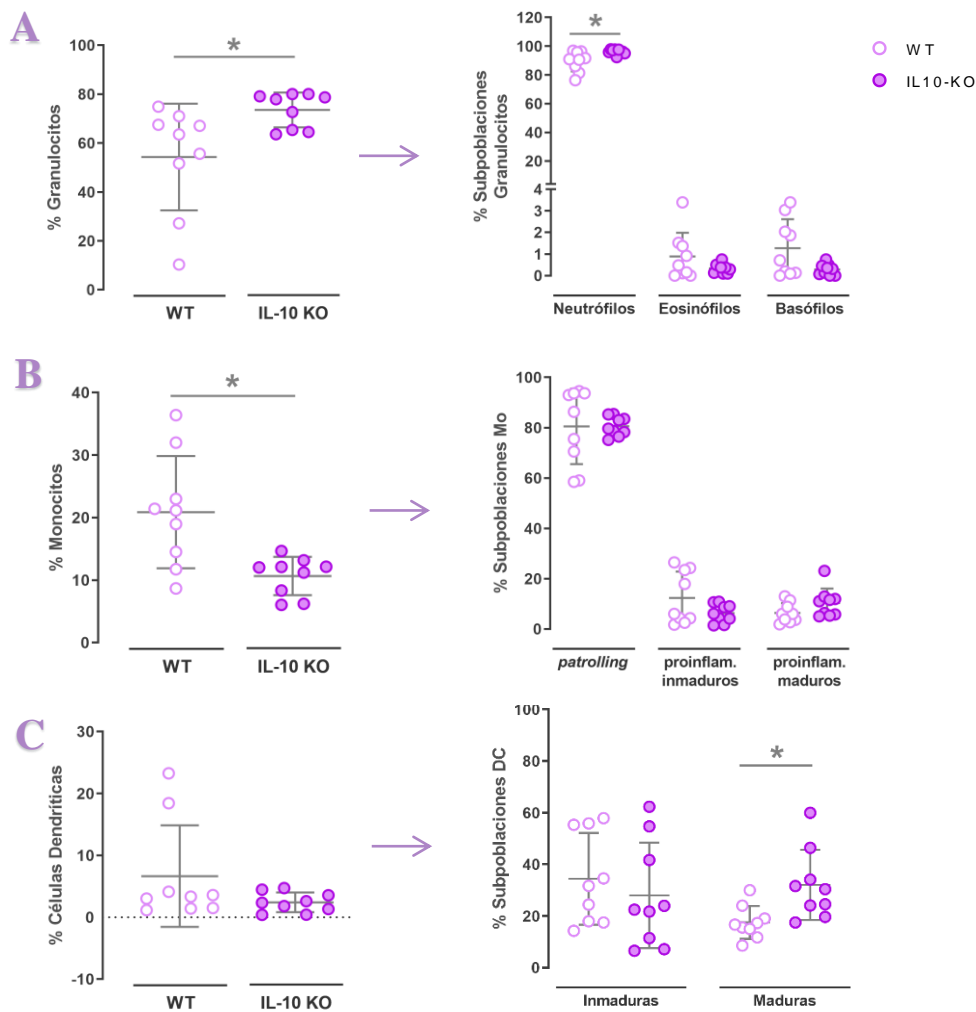 A
% Granulocitos
100
80
60
40
20
0
*
WT
IL-10 KO
% Subpoblaciones
Granulocitos
120
100
80
60
40
20
4
3
2
1
0
*
Neutrófilos
Eosinófilos
Basófilos
WT
IL10-KO
B
% Monocitos
40
30
20
10
0
*
WT
IL-10 KO
% Subpoblaciones Mo
100
80
60
40
20
0
patrolling
proinflam.
inmaduros
proinflam.
maduros
C
% Células Dendríticas
30
20
10
0
-10
WT
IL-10 KO
% Subpoblaciones DC
100
80
60
40
20
0
*
Inmaduras
Maduras